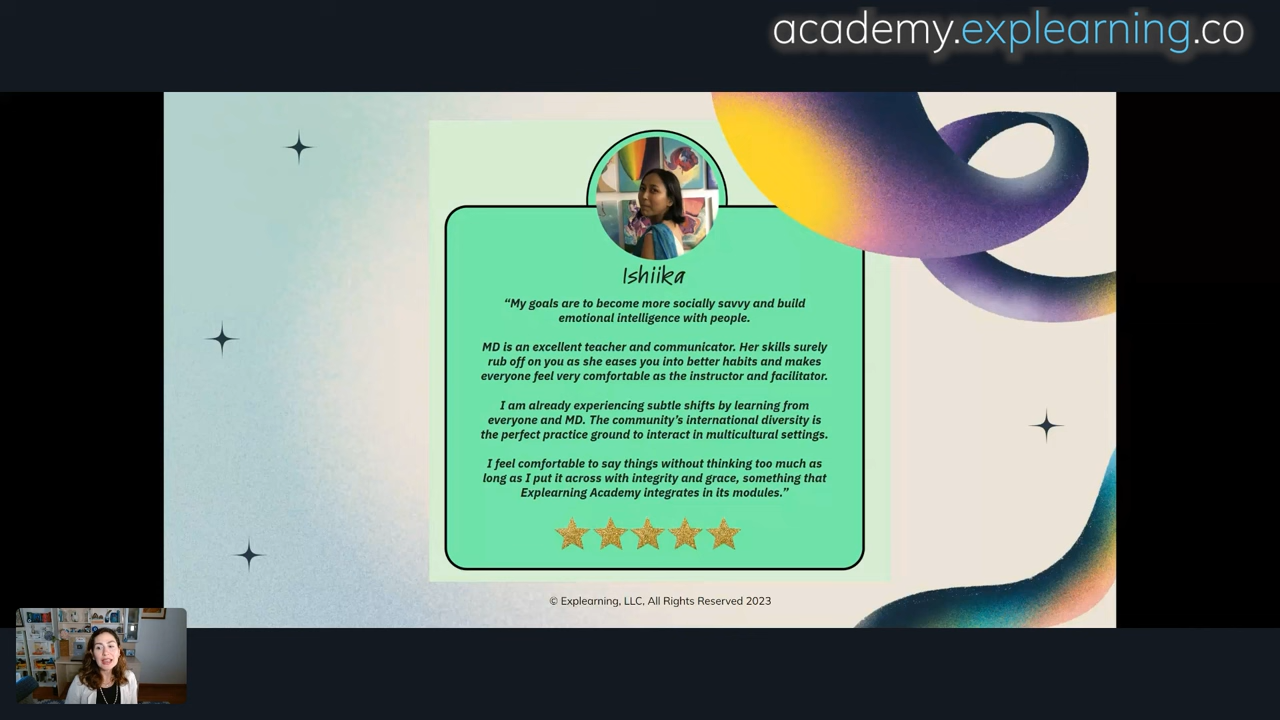 academy.explearning.co
Ishiika
“My goals are to become more socially savvy and build
emotional intelligence with people.
MD is an excellent teacher and communicator. Her skills surely
rub off on you as she eases you into better habits and makes
everyone feel very comfortable as the instructor and facilitator.
I am already experiencing subtle shifts by learning from
everyone and MD. The community’s international diversity is
the perfect practice ground to interact in multicultural settings.
I feel comfortable to say things without thinking too much as
long as I put it across with integrity and grace, something that
Explearning Academy integrates in its modules.”
© Explearning, LLC, All Rights Reserved 2023